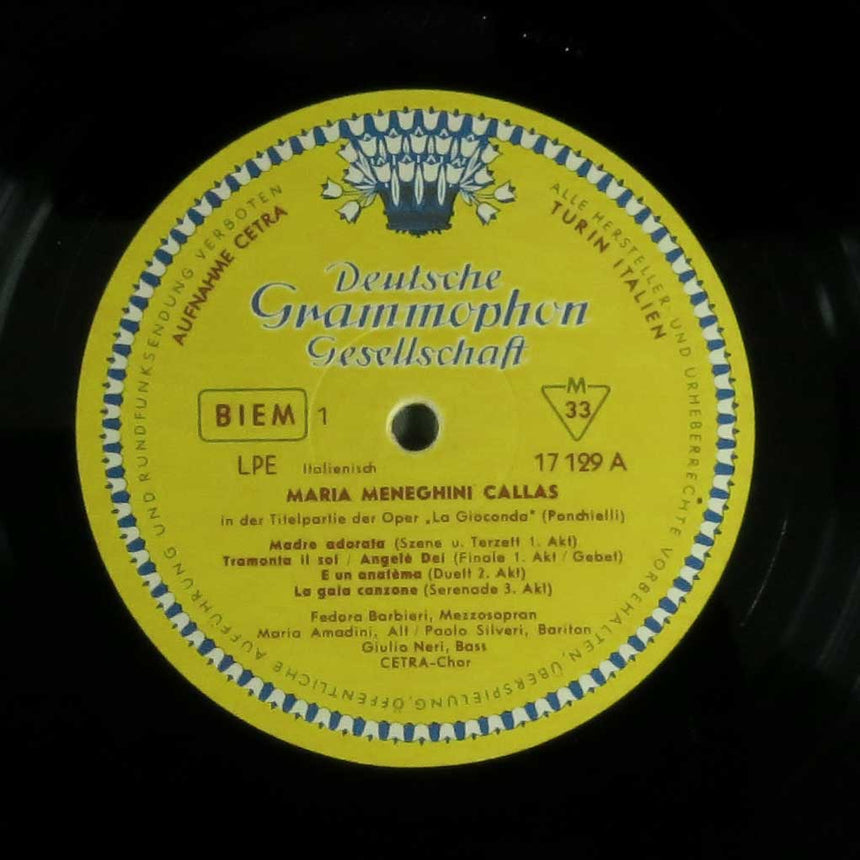 Deutsche
Grammophon
Gesellschaft
AUFNAHME CETRA
TURIN ITALIEN
BIEM 1
M
33
LPE Italienisch 17 129 A
MARIA MENEGHINI CALLAS
in der Titelpartie der Oper „La Gioconda“ (Ponchielli)
Madre adorata (Szene u. Terzett 1. Akt)
Tramonta il sol / Angele Dei (Finale 1. Akt / Gebet)
E un anatèma (Duett 2. Akt)
La gaia canzone (Serenade 3. Akt)
Fedora Barbieri, Mezzosopran
Maria Amadini, Alt / Paolo Silveri, Bariton
Giulio Neri, Bass
CETRA-Chor
ALLE HERSTELLER- UND URHEBERRECHTE VORBEHALTEN, ÜBERSPIELUNG, ÖFFENTLICHE AUFFÜHRUNG UND RUNDFUNKSENDUNG VERBOTEN